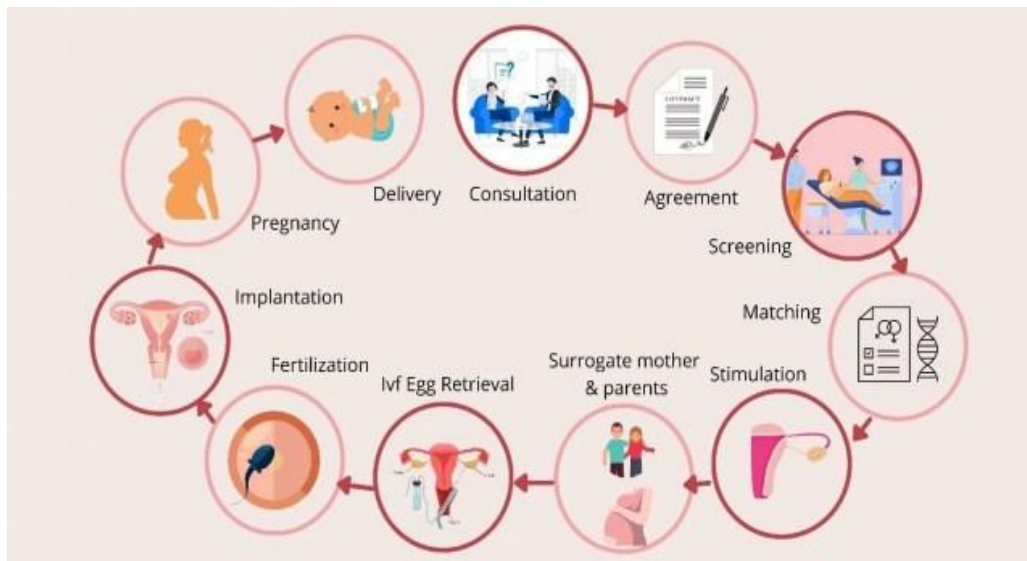 Consultation
Agreement
Screening
Matching
Stimulation
Surrogate mother
& parents
Ivf Egg Retrieval
Fertilization
Implantation
Pregnancy
Delivery